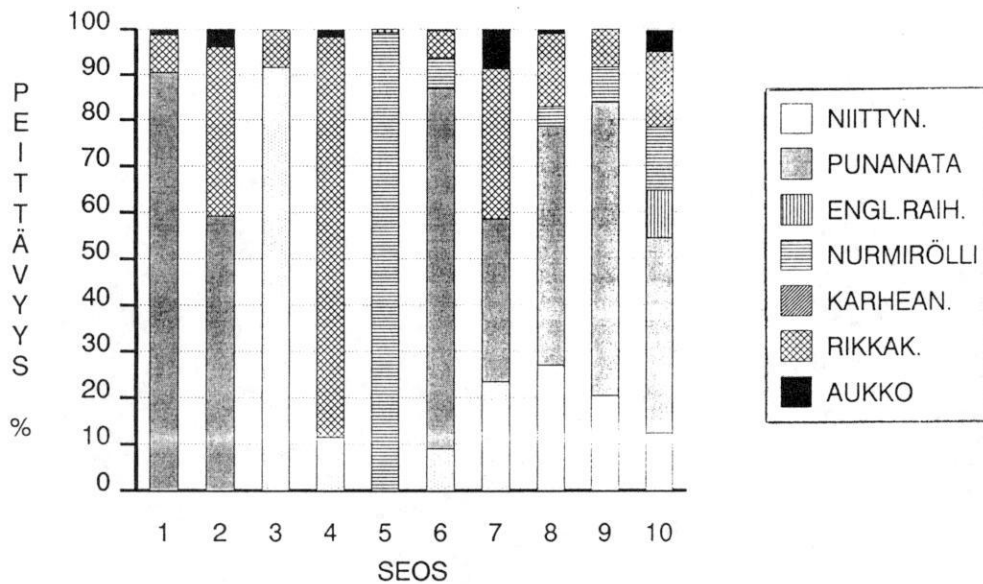 PEITTÄVYYS %
100
90
80
70
60
50
40
30
20
10
0
1 2 3 4 5 6 7 8 9 10
SEOS
NIITTYN.
PUNANATA
ENGL.RAIH.
NURMIRÖLLI
KARHEAN.
RIKKAK.
AUKKO